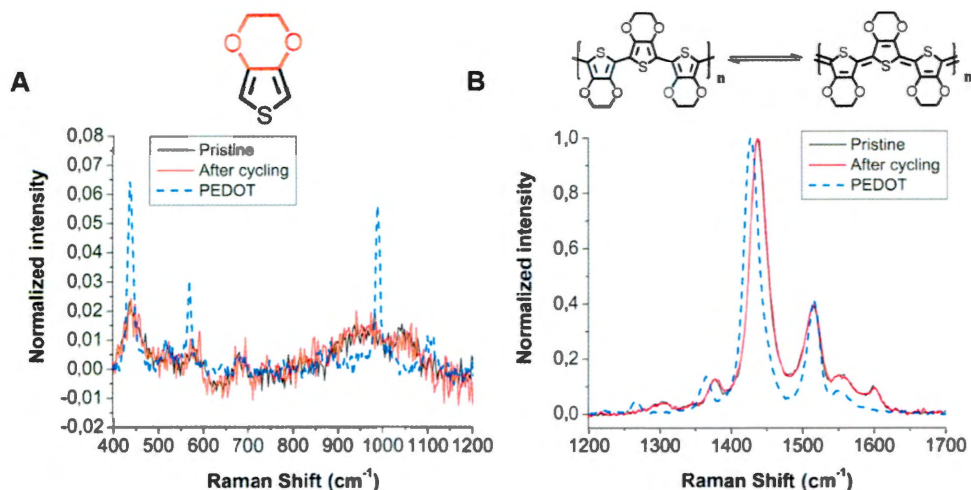 A
B
O
O
S
O O
S
S
S
O O
O O
n
O O
S
S
S
O O
O O
n
0,08
0,07
0,06
0,05
0,04
0,03
0,02
0,01
0,00
-0,01
-0,02
Normalized intensity
Pristine
After cycling
PEDOT
400 500 600 700 800 900 1000 1100 1200
Raman Shift (cm-1)
1,0
0,8
0,6
0,4
0,2
0,0
Normalized intensity
Pristine
After cycling
PEDOT
1200 1300 1400 1500 1600 1700
Raman Shift (cm-1)